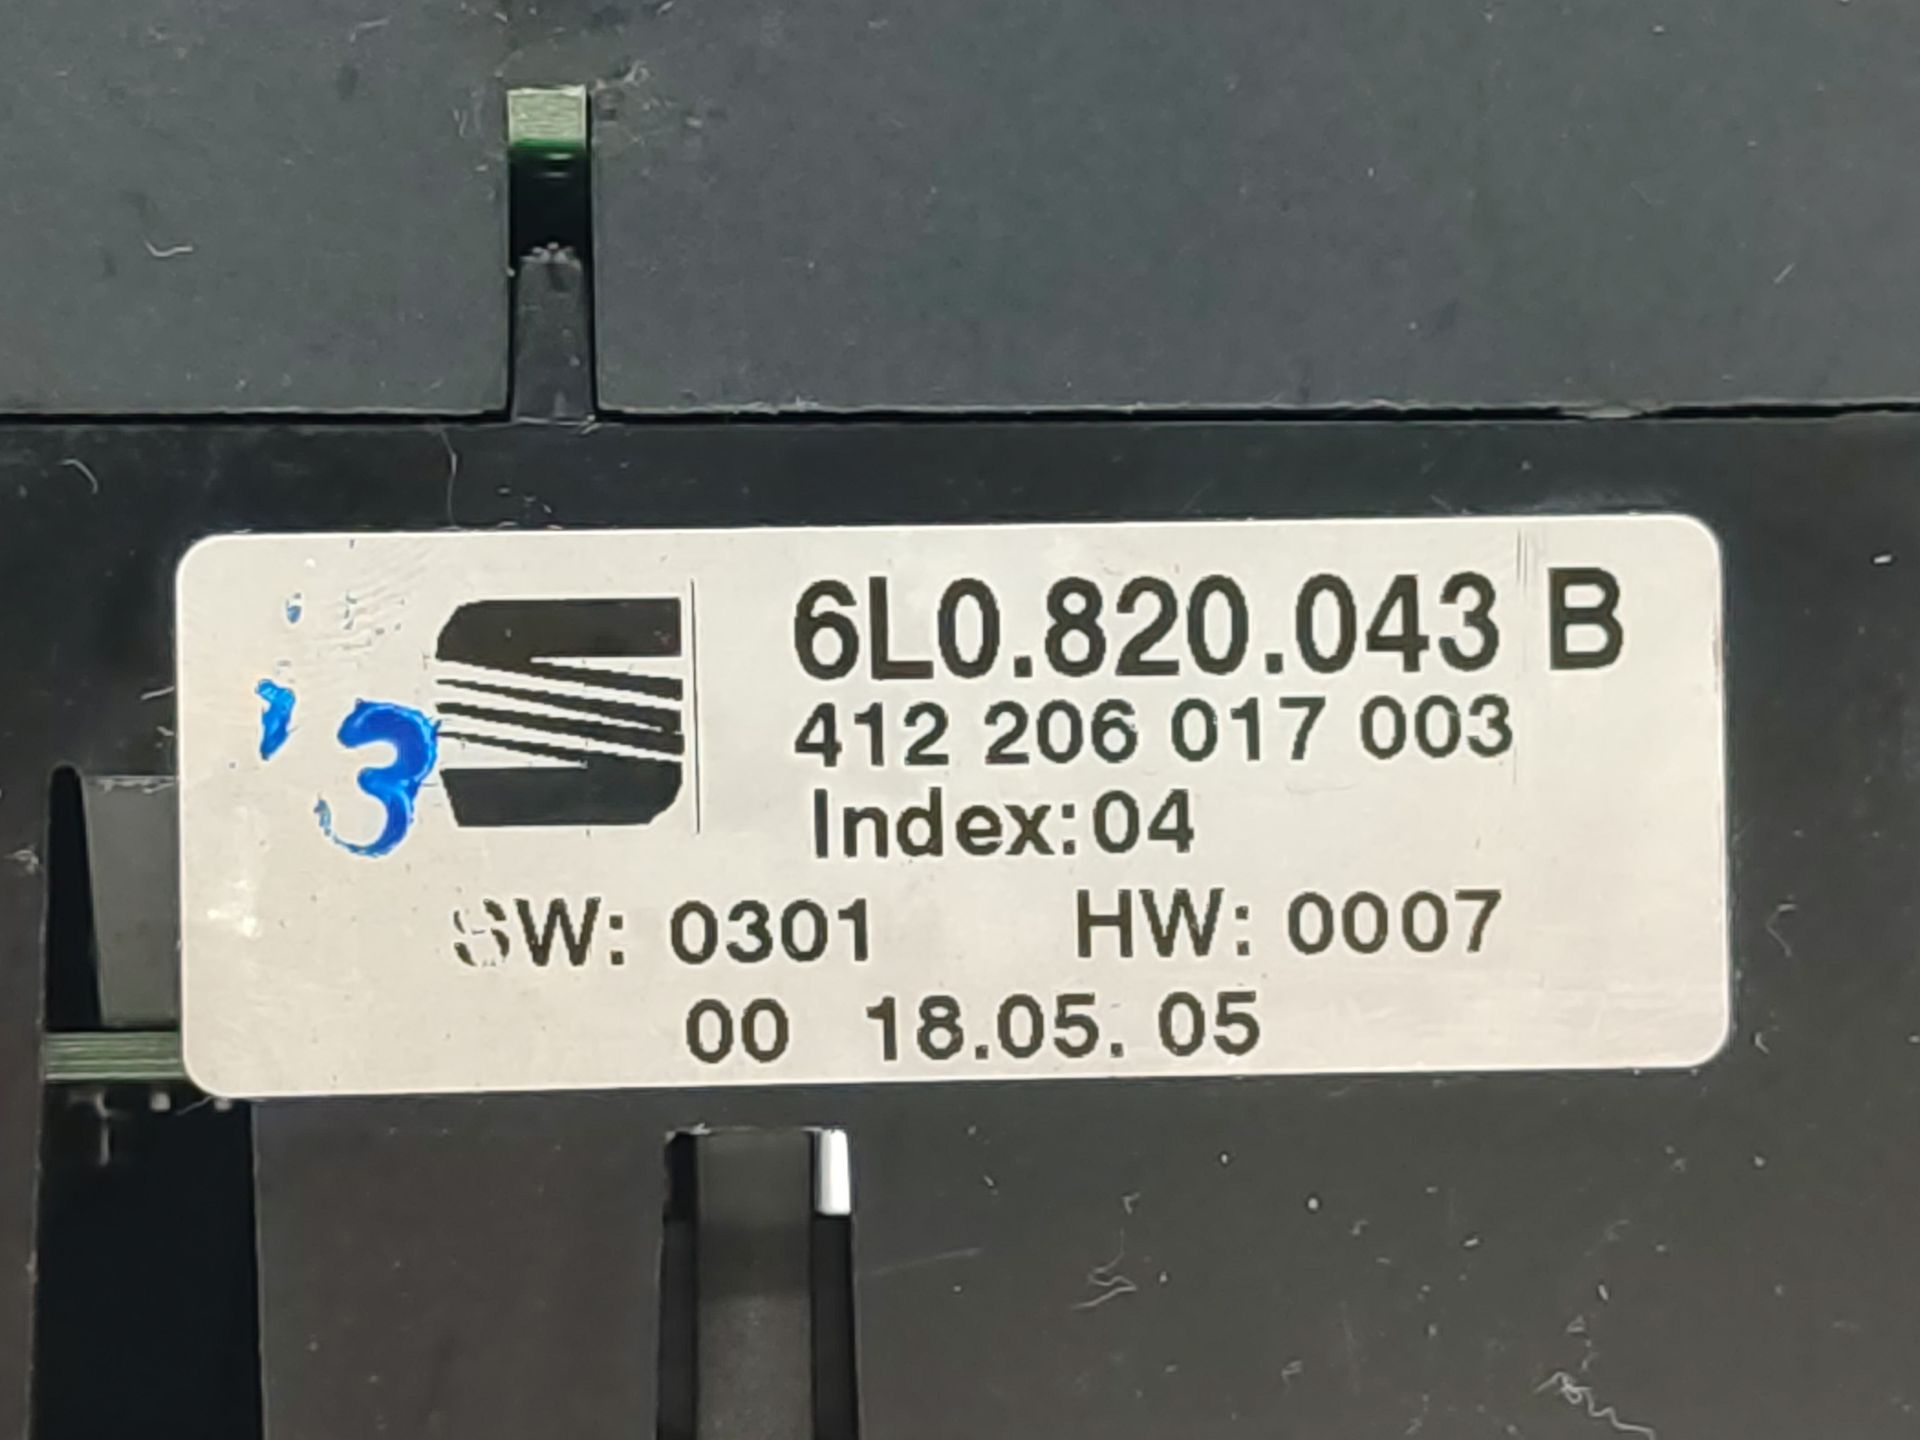 6L0.820.043 B
412 206 017 003
Index:04
SW: 0301 HW: 0007
00 18.05. 05
3